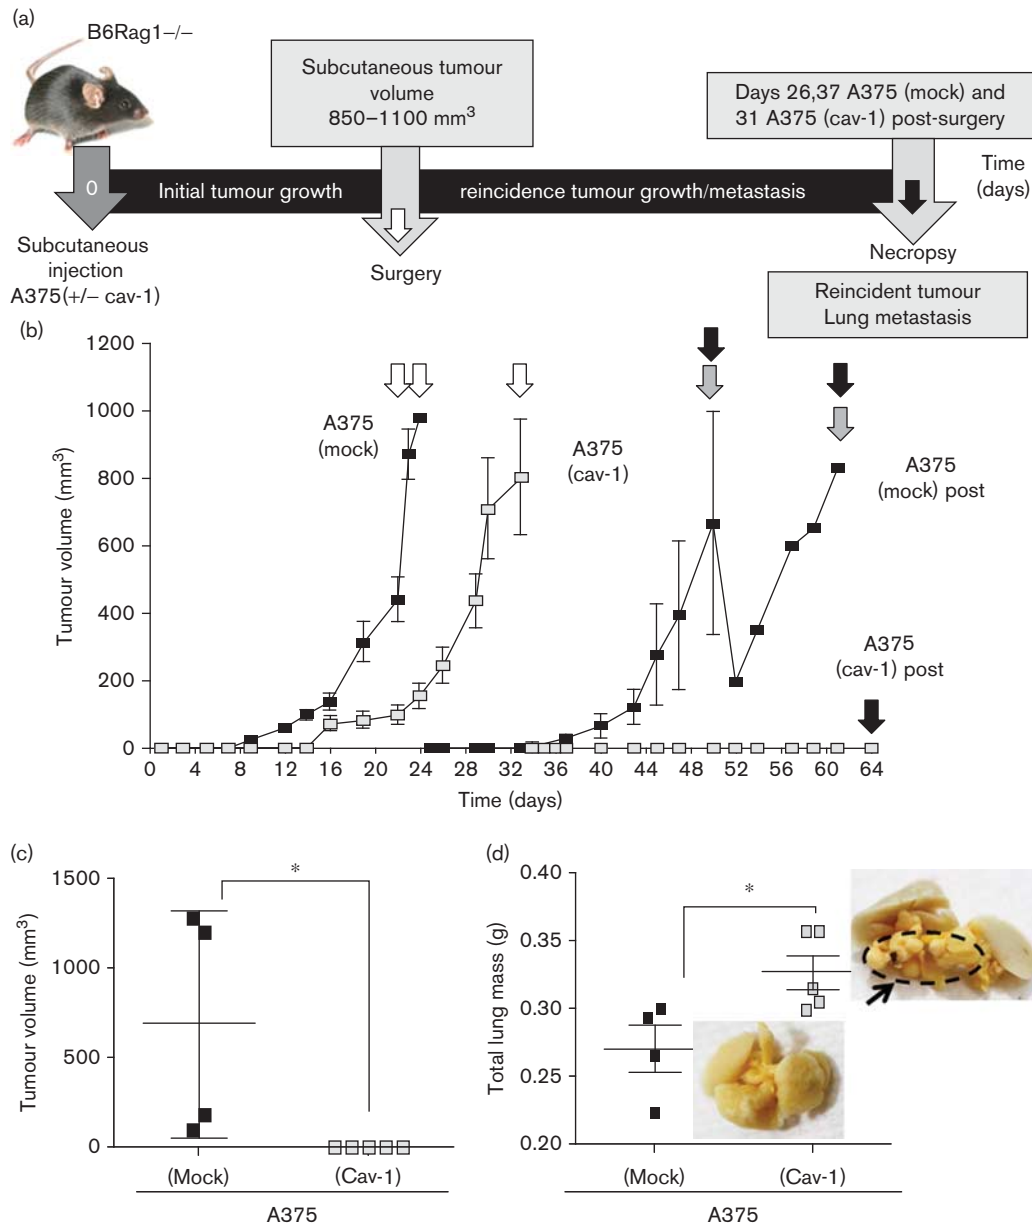 (a)
B6Rag1−/−
Subcutaneous tumour
volume
850–1100 mm³
Days 26,37 A375 (mock) and
31 A375 (cav-1) post-surgery
0
Initial tumour growth
reincidence tumour growth/metastasis
Time
(days)
Subcutaneous
injection
A375(+/− cav-1)
Surgery
Necropsy
Reincident tumour
Lung metastasis
(b)
Tumour volume (mm³)
1200
1000
800
600
400
200
0
A375
(mock)
A375
(cav-1)
A375
(mock) post
A375
(cav-1) post
0 4 8 12 16 20 24 28 32 36 40 44 48 52 56 60 64
Time (days)
(c)
Tumour volume (mm³)
1500
1000
500
0
*
(Mock) (Cav-1)
A375
(d)
Total lung mass (g)
0.40
0.35
0.30
0.25
0.20
*
(Mock) (Cav-1)
A375